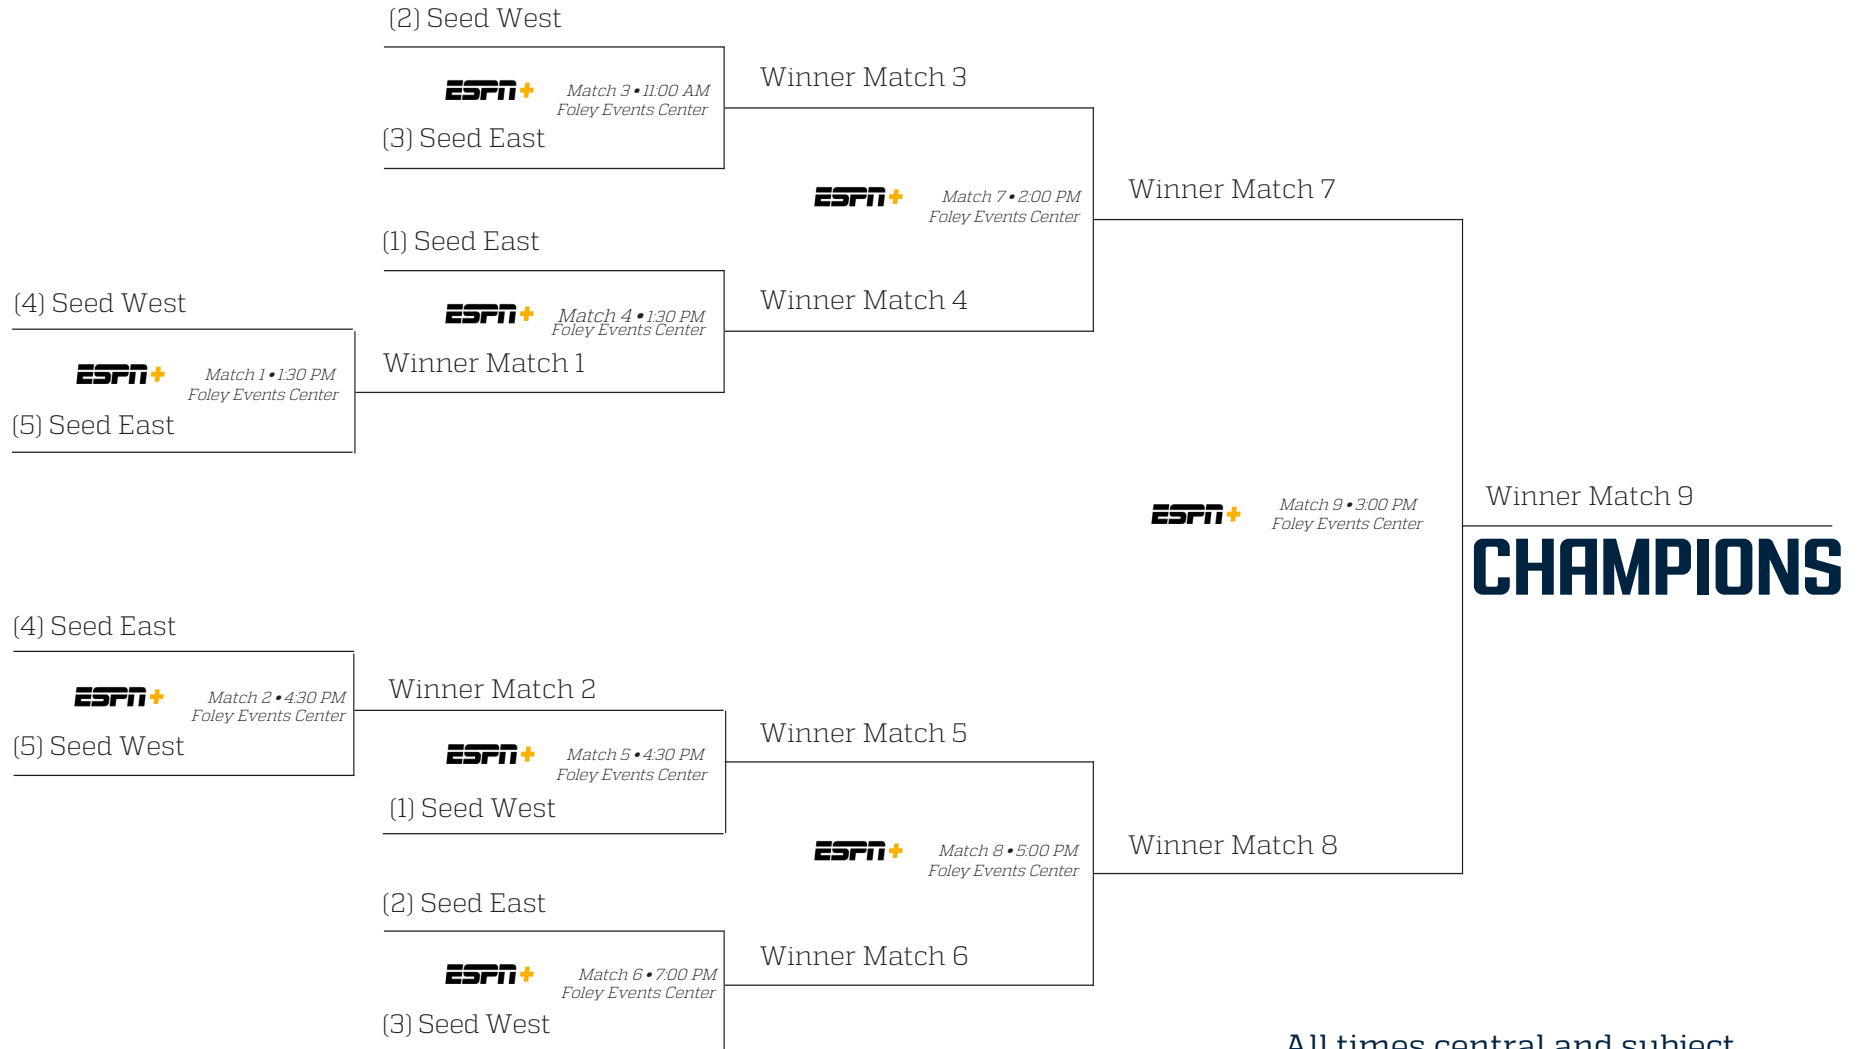 (2) Seed West
ESPN+
Match 3 • 11:00 AM
Foley Events Center
(3) Seed East
Winner Match 3
ESPN+
Match 7 • 2:00 PM
Foley Events Center
Winner Match 7
(1) Seed East
ESPN+
Match 4 • 1:30 PM
Foley Events Center
Winner Match 4
(4) Seed West
ESPN+
Match 1 • 1:30 PM
Foley Events Center
Winner Match 1
(5) Seed East
ESPN+
Match 9 • 3:00 PM
Foley Events Center
Winner Match 9
CHAMPIONS
(4) Seed East
ESPN+
Match 2 • 4:30 PM
Foley Events Center
Winner Match 2
(5) Seed West
ESPN+
Match 5 • 4:30 PM
Foley Events Center
Winner Match 5
(1) Seed West
ESPN+
Match 8 • 5:00 PM
Foley Events Center
Winner Match 8
(2) Seed East
ESPN+
Match 6 • 7:00 PM
Foley Events Center
Winner Match 6
(3) Seed West
All times central and subject